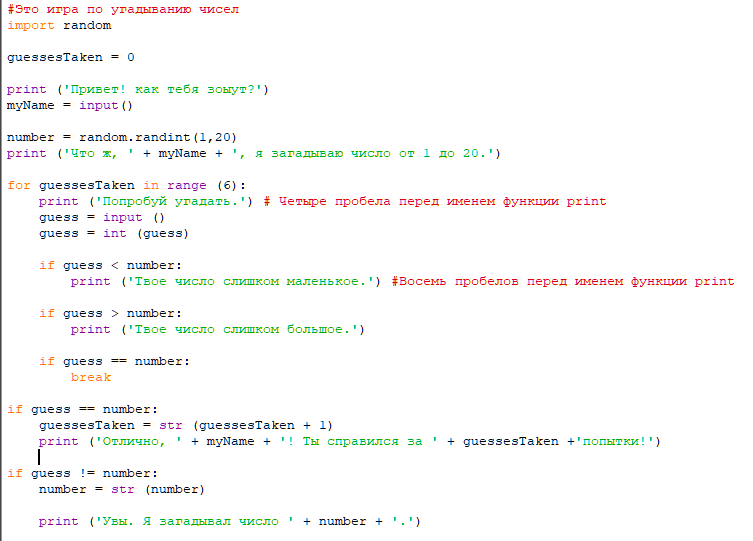 #Это игра по угадыванию чисел
import random
guessesTaken = 0
print ('Привет! как тебя зоыут?')
myName = input()
number = random.randint(1,20)
print ('Что ж, ' + myName + ', я загадываю число от 1 до 20.')
for guessesTaken in range (6):
    print ('Попробуй угадать.') # Четыре пробела перед именем функции print
    guess = input ()
    guess = int (guess)
    if guess < number:
        print ('Твое число слишком маленькое.') #Восемь пробелов перед именем функции print
    if guess > number:
        print ('Твое число слишком большое.')
    if guess == number:
        break
if guess == number:
    guessesTaken = str (guessesTaken + 1)
    print ('Отлично, ' + myName + '! Ты справился за ' + guessesTaken +'попытки!')
if guess != number:
    number = str (number)
    print ('Увы. Я загадывал число ' + number + '.')